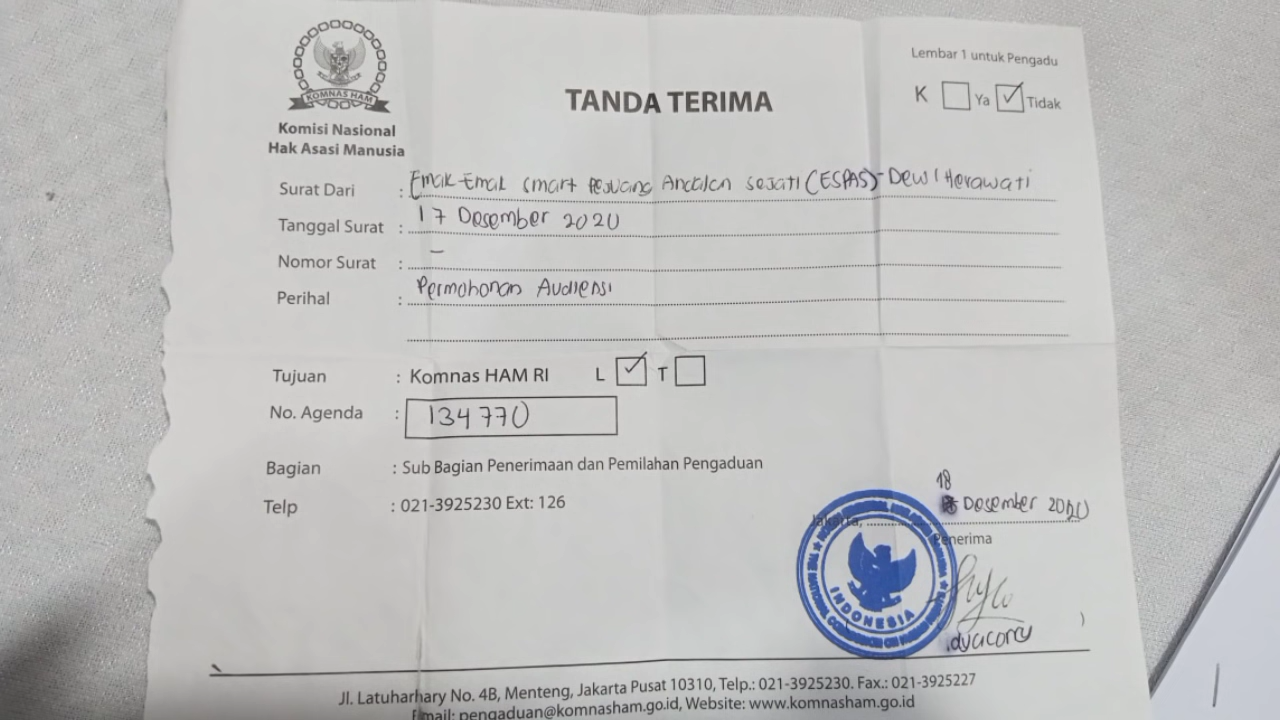 KOMNAS HAM
Komisi Nasional
Hak Asasi Manusia
TANDA TERIMA
Lembar 1 untuk Pengadu
K Ya Tidak
Surat Dari : Emak-Emak Smart Pejuang Andalan Sejati (ESPAS) - Dewi Herawati
Tanggal Surat : 17 Desember 2020
Nomor Surat : -
Perihal : Permohonan Audiensi
Tujuan : Komnas HAM RI L T
No. Agenda : 134770
Bagian : Sub Bagian Penerimaan dan Pemilahan Pengaduan
Telp : 021-3925230 Ext: 126
18
Jakarta, Desember 2020
Penerima
INDONESIA
Jl. Latuharhary No. 4B, Menteng, Jakarta Pusat 10310, Telp.: 021-3925230. Fax.: 021-3925227
Email: pengaduan@komnasham.go.id, Website: www.komnasham.go.id